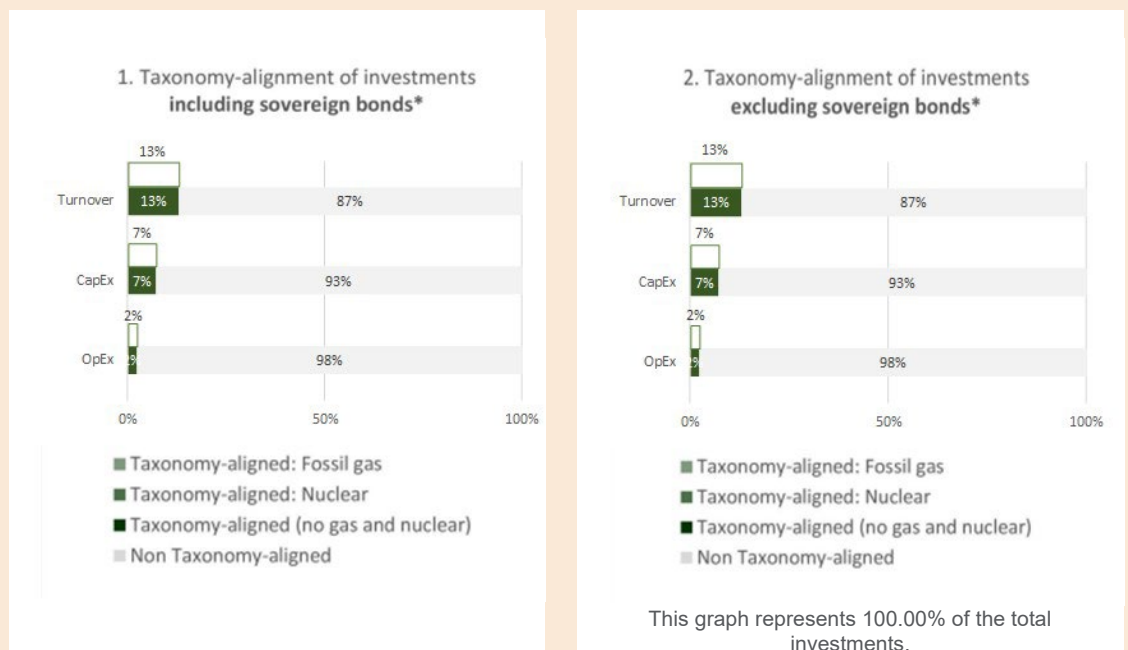 1. Taxonomy-alignment of investments
including sovereign bonds*
13%
Turnover 13% 87%
7%
CapEx 7% 93%
2%
OpEx 98%
0% 50% 100%
Taxonomy-aligned: Fossil gas
Taxonomy-aligned: Nuclear
Taxonomy-aligned (no gas and nuclear)
Non Taxonomy-aligned
2. Taxonomy-alignment of investments
excluding sovereign bonds*
13%
Turnover 13% 87%
7%
CapEx 7% 93%
2%
OpEx 98%
0% 50% 100%
Taxonomy-aligned: Fossil gas
Taxonomy-aligned: Nuclear
Taxonomy-aligned (no gas and nuclear)
Non Taxonomy-aligned
This graph represents 100.00% of the total
investments.